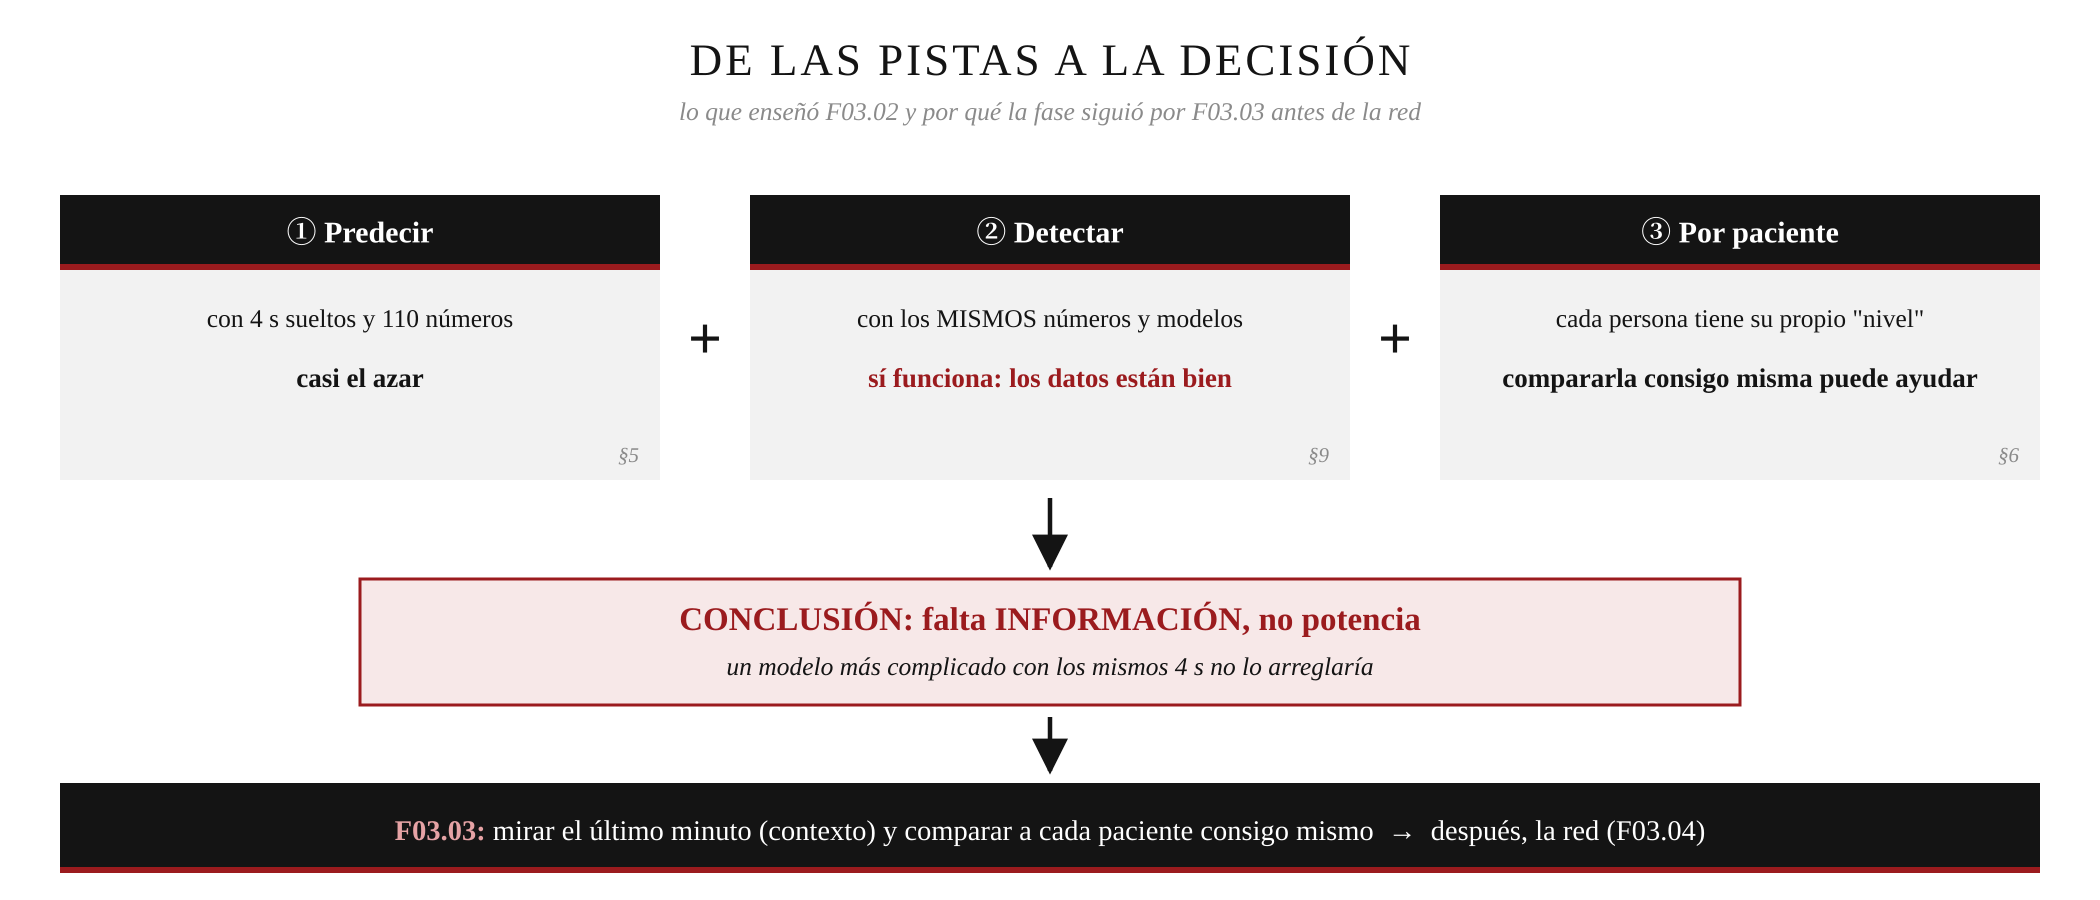 DE LAS PISTAS A LA DECISIÓN
lo que enseñó F03.02 y por qué la fase siguió por F03.03 antes de la red
① Predecir
con 4 s sueltos y 110 números
casi el azar
§5
+
② Detectar
con los MISMOS números y modelos
sí funciona: los datos están bien
§9
+
③ Por paciente
cada persona tiene su propio "nivel"
compararla consigo misma puede ayudar
§6
CONCLUSIÓN: falta INFORMACIÓN, no potencia
un modelo más complicado con los mismos 4 s no lo arreglaría
F03.03: mirar el último minuto (contexto) y comparar a cada paciente consigo mismo → después, la red (F03.04)